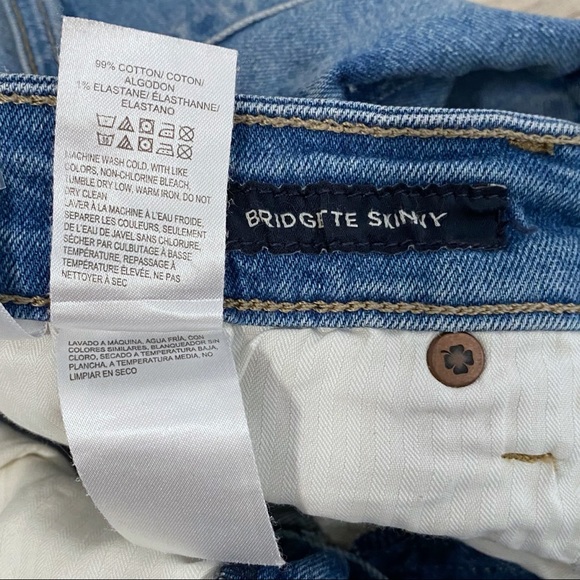 99% COTTON/ COTON/
ALGODON
1% ELASTANE/ ÉLASTHANNE/
ELASTANO
MACHINE WASH COLD, WITH LIKE
COLORS, NON-CHLORINE BLEACH,
TUMBLE DRY LOW, WARM IRON, DO NOT
DRY CLEAN
LAVER À LA MACHINE À L'EAU FROIDE,
SÉPARER LES COULEURS, SEULEMENT
DE L'EAU DE JAVEL SANS CHLORURE,
SÉCHER PAR CULBUTAGE À BASSE
TEMPÉRATURE, REPASSAGE À
TEMPÉRATURE ÉLEVÉE, NE PAS
NETTOYER À SEC
LAVADO A MÁQUINA, AGUA FRÍA, CON
COLORES SIMILARES, BLANQUEADOR SIN
CLORO, SECADO A TEMPERATURA BAJA,
PLANCHA, A TEMPERATURA MEDIA, NO
LIMPIAR EN SECO
BRIDGETTE SKINNY